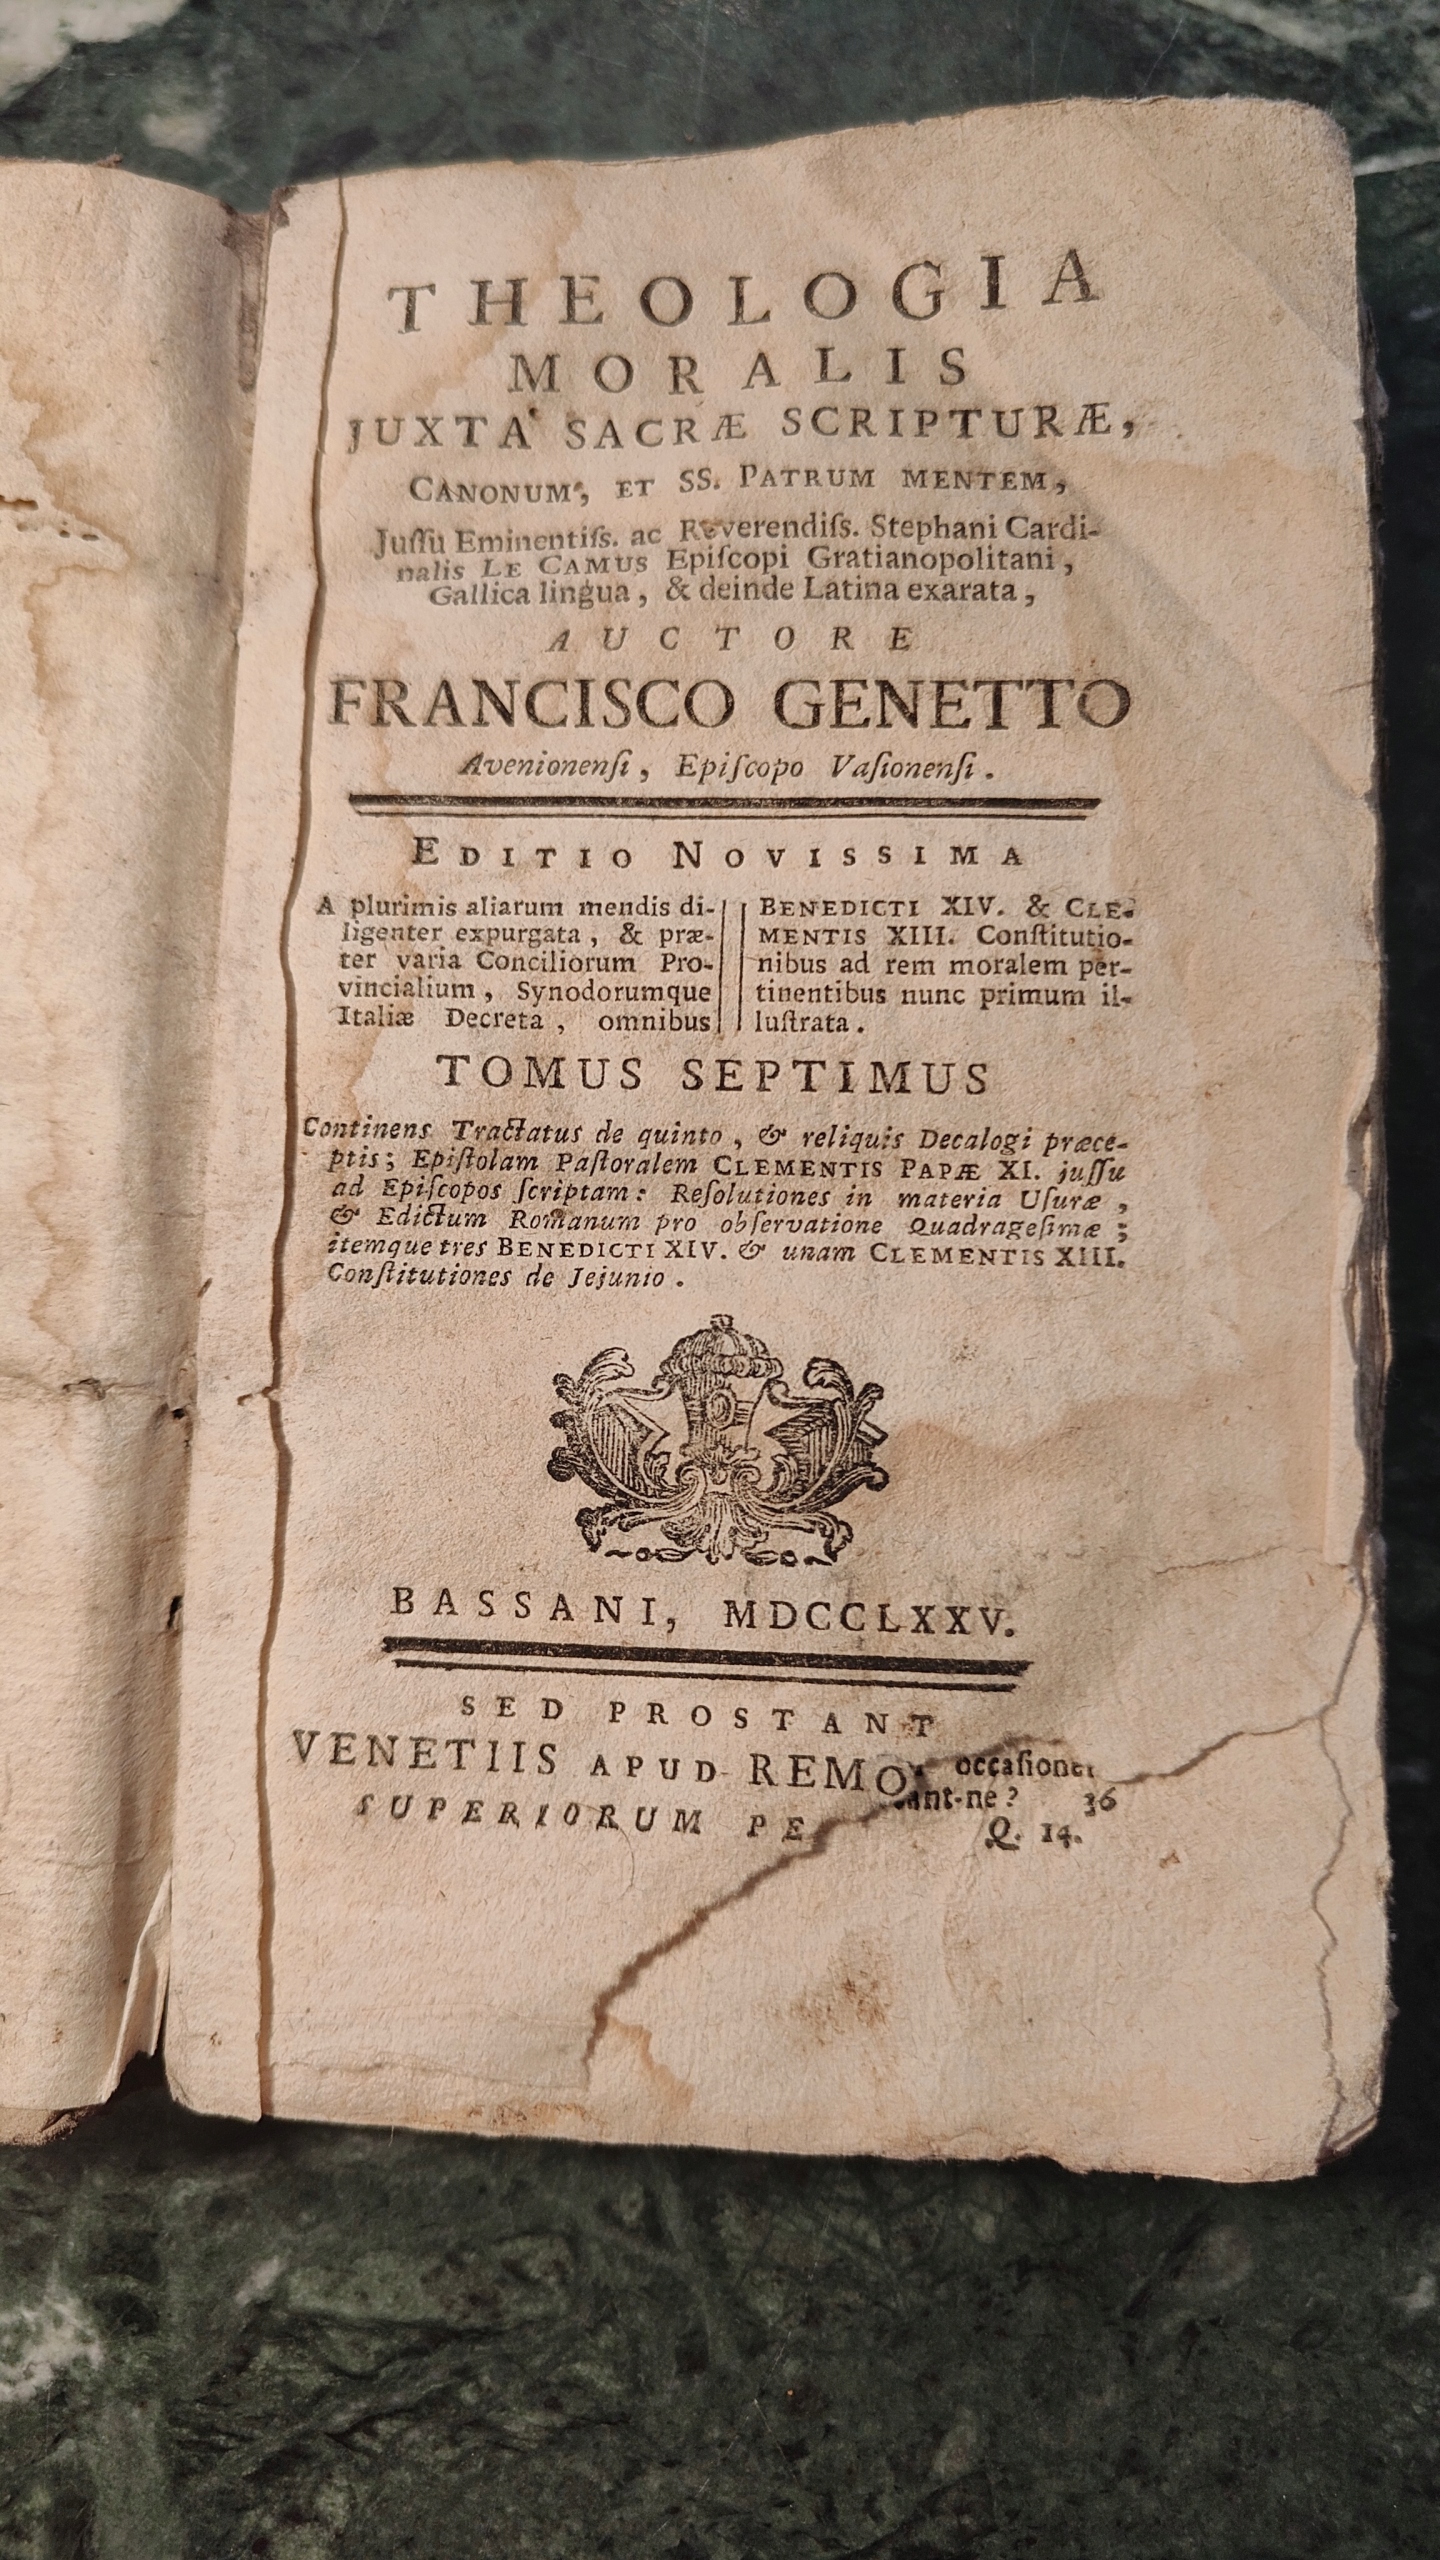 THEOLOGIA
MORALIS
JUXTA SACRÆ SCRIPTURÆ,
CANONUM, ET SS. PATRUM MENTEM,
Juſſu Eminentiſs. ac Reverendiſs. Stephani Cardi-
nalis LE CAMUS Epiſcopi Gratianopolitani,
Gallica lingua, & deinde Latina exarata,
AUCTORE
FRANCISCO GENETTO
Avenionenſi, Epiſcopo Vaſionenſi.
EDITIO NOVISSIMA
A plurimis aliarum mendis di-
ligenter expurgata, & præ-
ter varia Conciliorum Pro-
vincialium, Synodorumque
Italiæ Decreta, omnibus
BENEDICTI XIV. & CLE-
MENTIS XIII. Conſtitutio-
nibus ad rem moralem per-
tinentibus nunc primum il-
luſtrata.
TOMUS SEPTIMUS
Continens Tractatus de quinto, & reliquis Decalogi præce-
ptis; Epiſtolam Paſtoralem CLEMENTIS PAPÆ XI. juſſu
ad Epiſcopos ſcriptam: Reſolutiones in materia Uſuræ,
& Edictum Romanum pro obſervatione Quadrageſimæ;
itemque tres BENEDICTI XIV. & unam CLEMENTIS XIII.
Conſtitutiones de Jejunio.
BASSANI, MDCCLXXV.
SED PROSTANT
VENETIIS APUD REMO
SUPERIORUM PE
occaſione
ant-ne? 36
Q. 14.